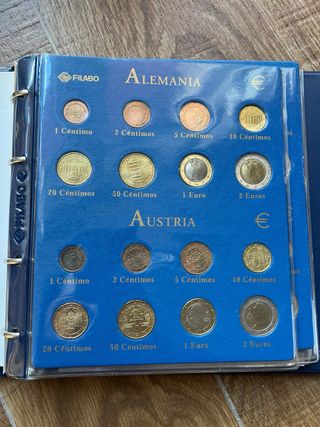 FILABO
ALEMANIA
€
1 Céntimo
2 Céntimos
5 Céntimos
10 Céntimos
20 Céntimos
50 Céntimos
1 Euro
2 Euros
AUSTRIA
€
1 Céntimo
2 Céntimos
5 Céntimos
10 Céntimos
20 Céntimos
50 Céntimos
1 Euro
2 Euros